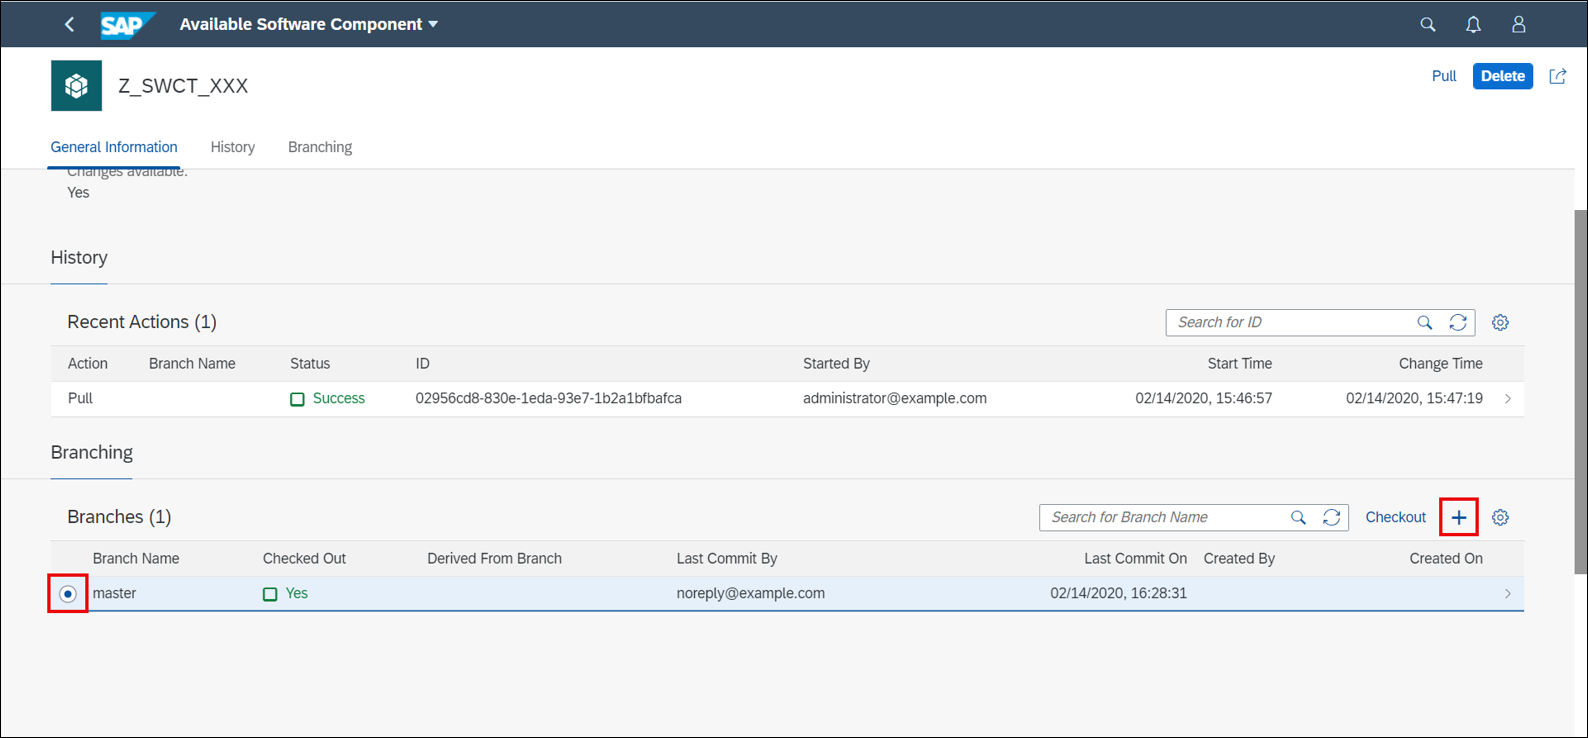 SAP Available Software Component
Z_SWCT_XXX
Pull Delete
General Information History Branching
Changes available:
Yes
History
Recent Actions (1) Search for ID
Action Branch Name Status ID Started By Start Time Change Time
Pull Success 02956cd8-830e-1eda-93e7-1b2a1bfbafca administrator@example.com 02/14/2020, 15:46:57 02/14/2020, 15:47:19
Branching
Branches (1) Search for Branch Name Checkout
Branch Name Checked Out Derived From Branch Last Commit By Last Commit On Created By Created On
master Yes noreply@example.com 02/14/2020, 16:28:31